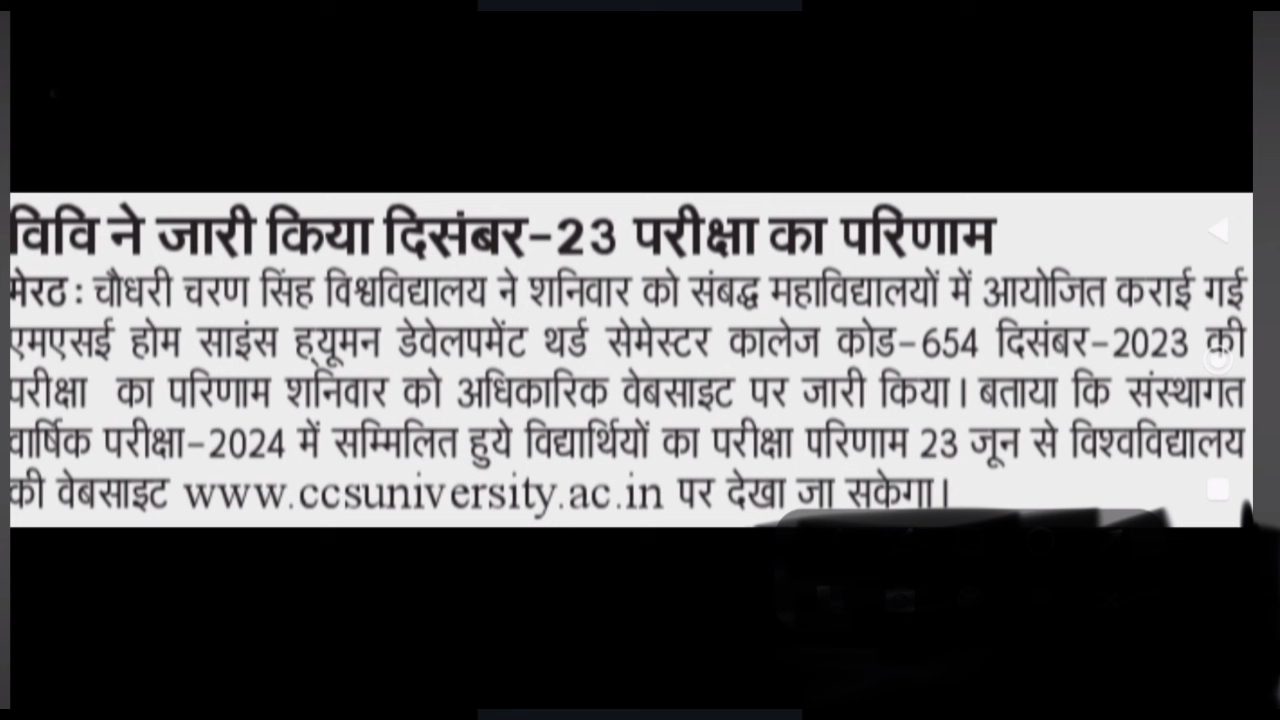 विवि ने जारी किया दिसंबर-23 परीक्षा का परिणाम
मेरठ : चौधरी चरण सिंह विश्वविद्यालय ने शनिवार को संबद्ध महाविद्यालयों में आयोजित कराई गई
एमएसई होम साइंस ह्यूमन डेवेलपमेंट थर्ड सेमेस्टर कालेज कोड-654 दिसंबर-2023 की
परीक्षा का परिणाम शनिवार को अधिकारिक वेबसाइट पर जारी किया। बताया कि संस्थागत
वार्षिक परीक्षा-2024 में सम्मिलित हुये विद्यार्थियों का परीक्षा परिणाम 23 जून से विश्वविद्यालय
की वेबसाइट www.ccsuniversity.ac.in पर देखा जा सकेगा।